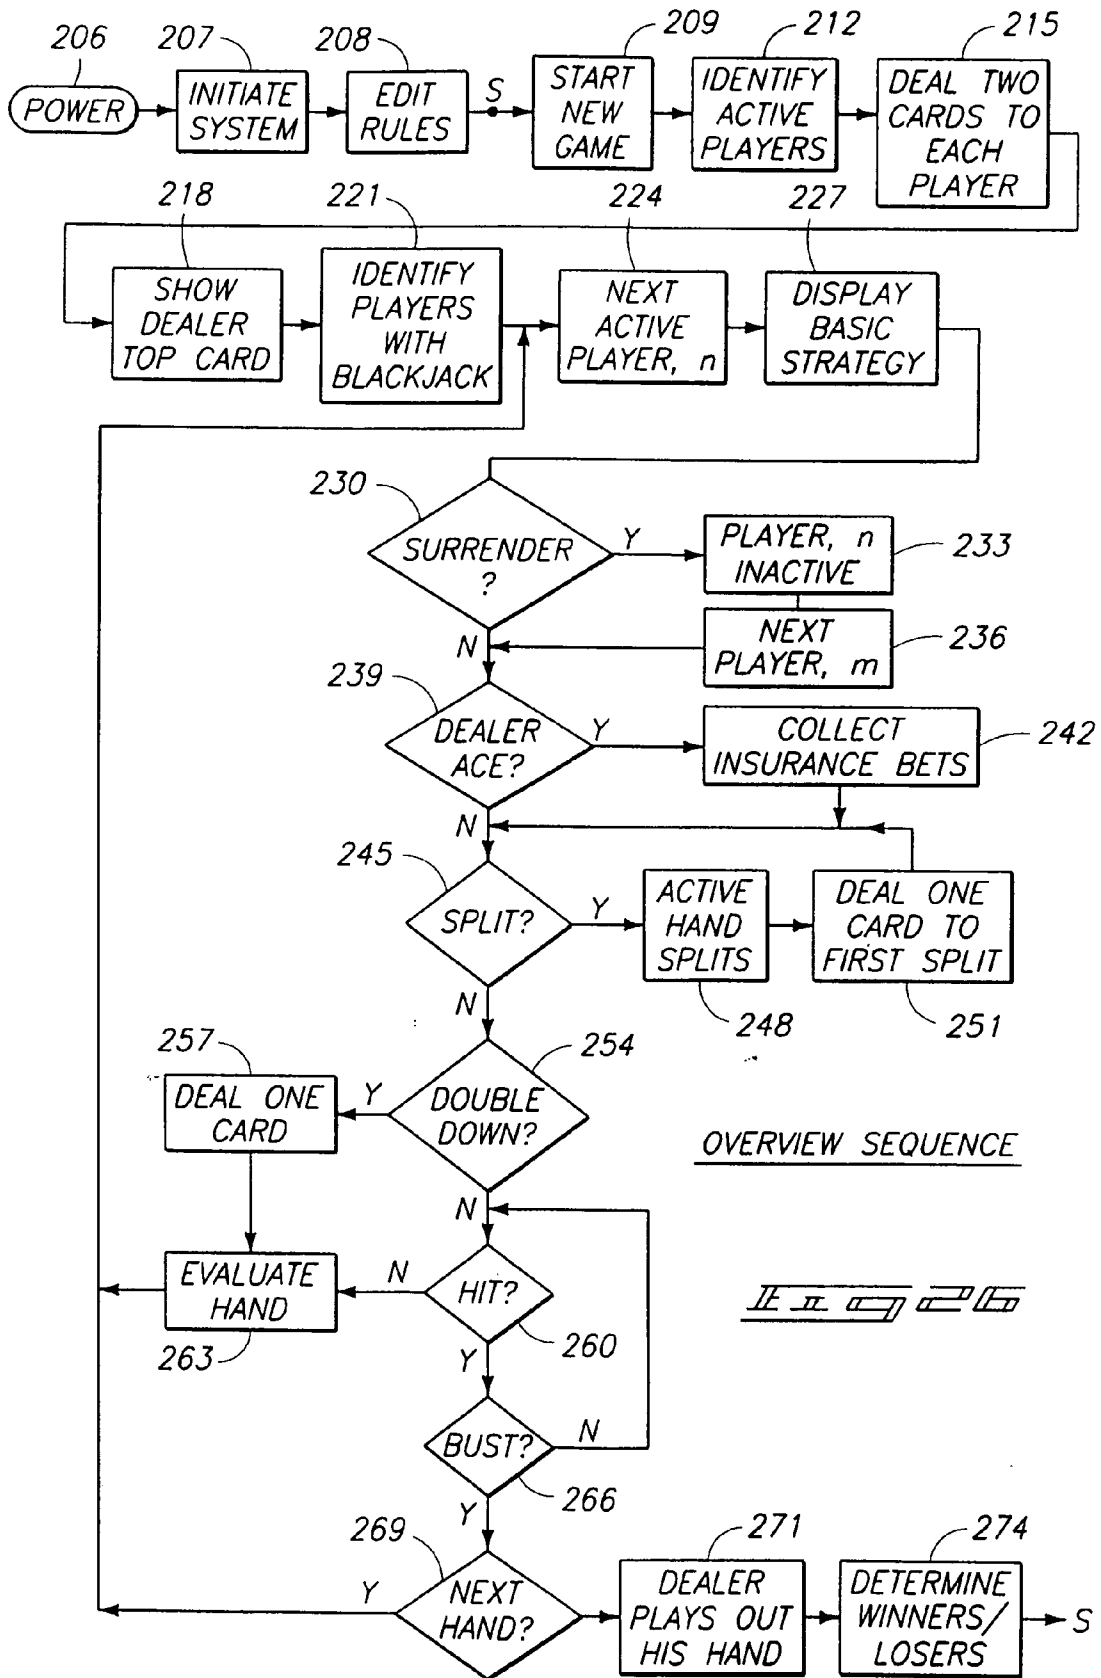 206
207
208
209
212
215
POWER
INITIATE
SYSTEM
EDIT
RULES
S
START
NEW
GAME
IDENTIFY
ACTIVE
PLAYERS
DEAL TWO
CARDS TO
EACH
PLAYER
218
221
224
227
SHOW
DEALER
TOP CARD
IDENTIFY
PLAYERS
WITH
BLACKJACK
NEXT
ACTIVE
PLAYER, n
DISPLAY
BASIC
STRATEGY
230
SURRENDER
?
Y
PLAYER, n
INACTIVE
233
N
NEXT
PLAYER, m
236
239
DEALER
ACE?
Y
COLLECT
INSURANCE BETS
242
N
245
SPLIT?
Y
ACTIVE
HAND
SPLITS
DEAL ONE
CARD TO
FIRST SPLIT
248
251
N
257
254
DEAL ONE
CARD
Y
DOUBLE
DOWN?
OVERVIEW SEQUENCE
N
EVALUATE
HAND
N
HIT?
263
260
Fig 26
Y
BUST?
N
266
Y
269
271
274
Y
NEXT
HAND?
DEALER
PLAYS OUT
HIS HAND
DETERMINE
WINNERS/
LOSERS
S